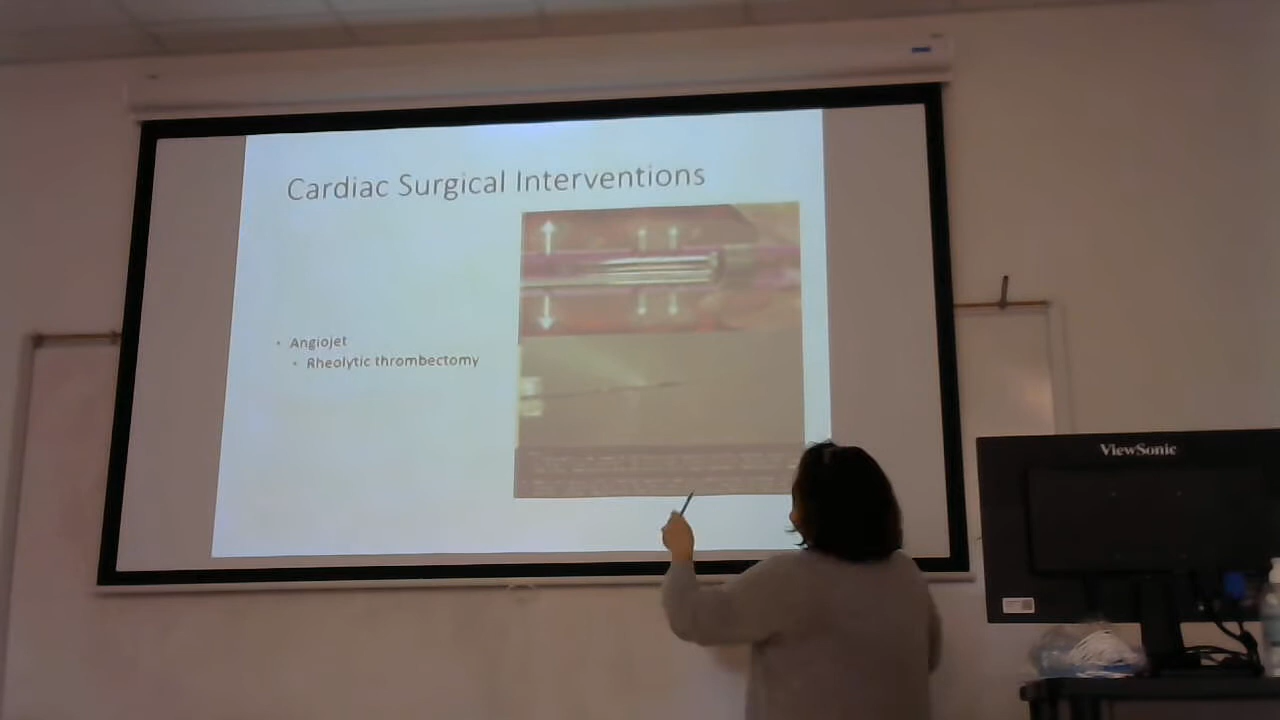 Cardiac Surgical Interventions
• Angiojet
• Rheolytic thrombectomy
ViewSonic